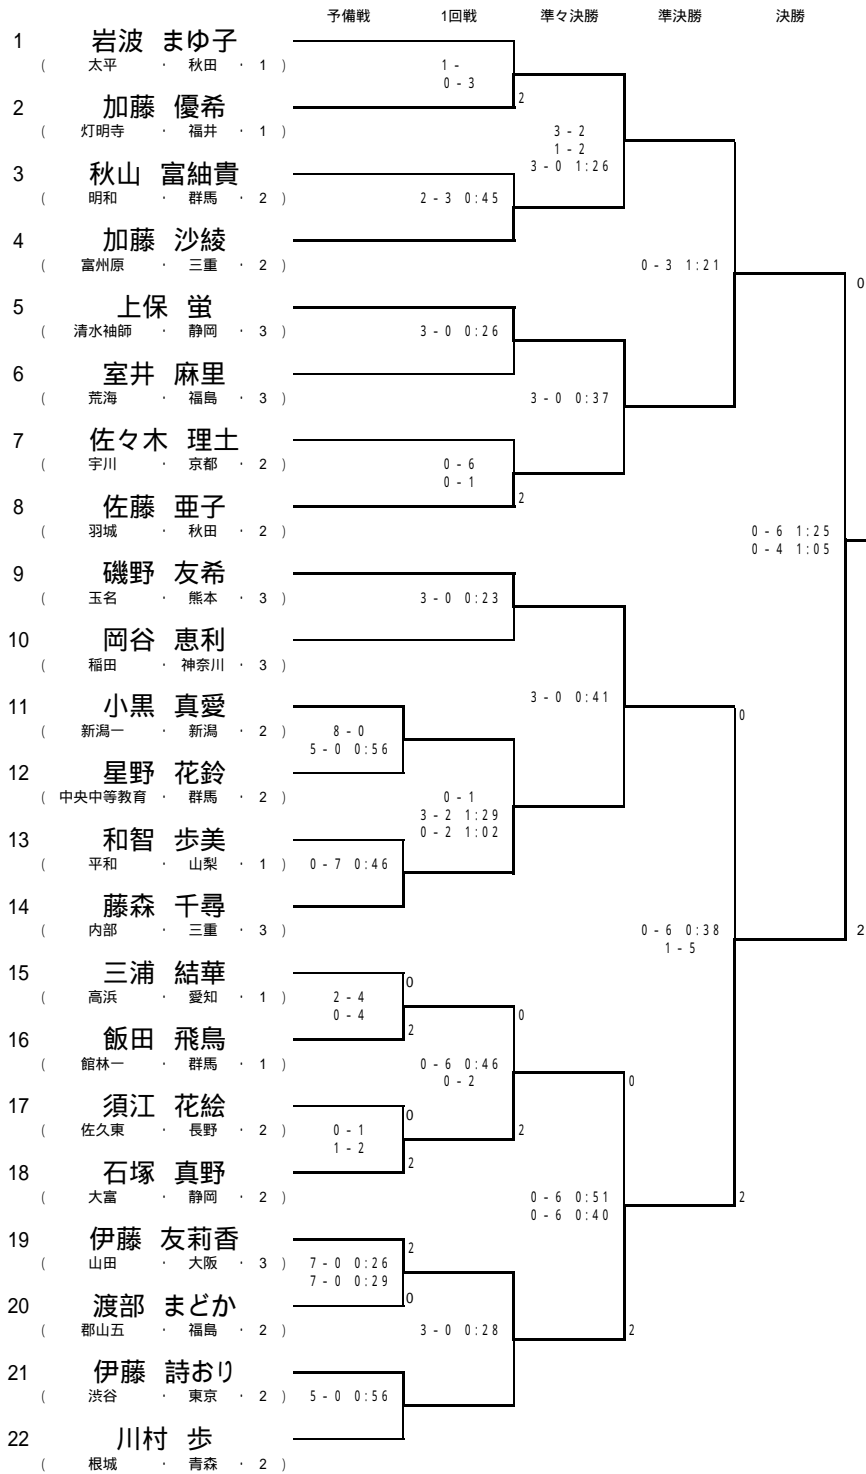 予備戦 1回戦 準々決勝 準決勝 決勝
1 岩波 まゆ子
( 太平 ・ 秋田 ・ 1 )
1 -
0 - 3
2
2 加藤 優希
( 灯明寺 ・ 福井 ・ 1 )
3 - 2
1 - 2
3 - 0 1:26
3 秋山 富紬貴
( 明和 ・ 群馬 ・ 2 )
2 - 3 0:45
4 加藤 沙綾
( 富州原 ・ 三重 ・ 2 )
0 - 3 1:21
0
5 上保 蛍
( 清水袖師 ・ 静岡 ・ 3 )
3 - 0 0:26
6 室井 麻里
( 荒海 ・ 福島 ・ 3 )
3 - 0 0:37
7 佐々木 理土
( 宇川 ・ 京都 ・ 2 )
0 - 6
0 - 1
2
8 佐藤 亜子
( 羽城 ・ 秋田 ・ 2 )
0 - 6 1:25
0 - 4 1:05
9 磯野 友希
( 玉名 ・ 熊本 ・ 3 )
3 - 0 0:23
10 岡谷 恵利
( 稲田 ・ 神奈川 ・ 3 )
3 - 0 0:41
11 小黒 真愛
0
( 新潟一 ・ 新潟 ・ 2 )
8 - 0
5 - 0 0:56
12 星野 花鈴
( 中央中等教育 ・ 群馬 ・ 2 )
0 - 1
3 - 2 1:29
0 - 2 1:02
13 和智 歩美
( 平和 ・ 山梨 ・ 1 )
0 - 7 0:46
14 藤森 千尋
( 内部 ・ 三重 ・ 3 )
0 - 6 0:38
1 - 5
2
15 三浦 結華
0
( 高浜 ・ 愛知 ・ 1 )
2 - 4
0 - 4
0
2
16 飯田 飛鳥
( 館林一 ・ 群馬 ・ 1 )
0 - 6 0:46
0 - 2
0
17 須江 花絵
0
( 佐久東 ・ 長野 ・ 2 )
0 - 1
1 - 2
2
2
18 石塚 真野
( 大富 ・ 静岡 ・ 2 )
0 - 6 0:51
0 - 6 0:40
2
19 伊藤 友莉香
2
( 山田 ・ 大阪 ・ 3 )
7 - 0 0:26
7 - 0 0:29
0
20 渡部 まどか
( 郡山五 ・ 福島 ・ 2 )
3 - 0 0:28
2
21 伊藤 詩おり
( 渋谷 ・ 東京 ・ 2 )
5 - 0 0:56
22 川村 歩
( 根城 ・ 青森 ・ 2 )